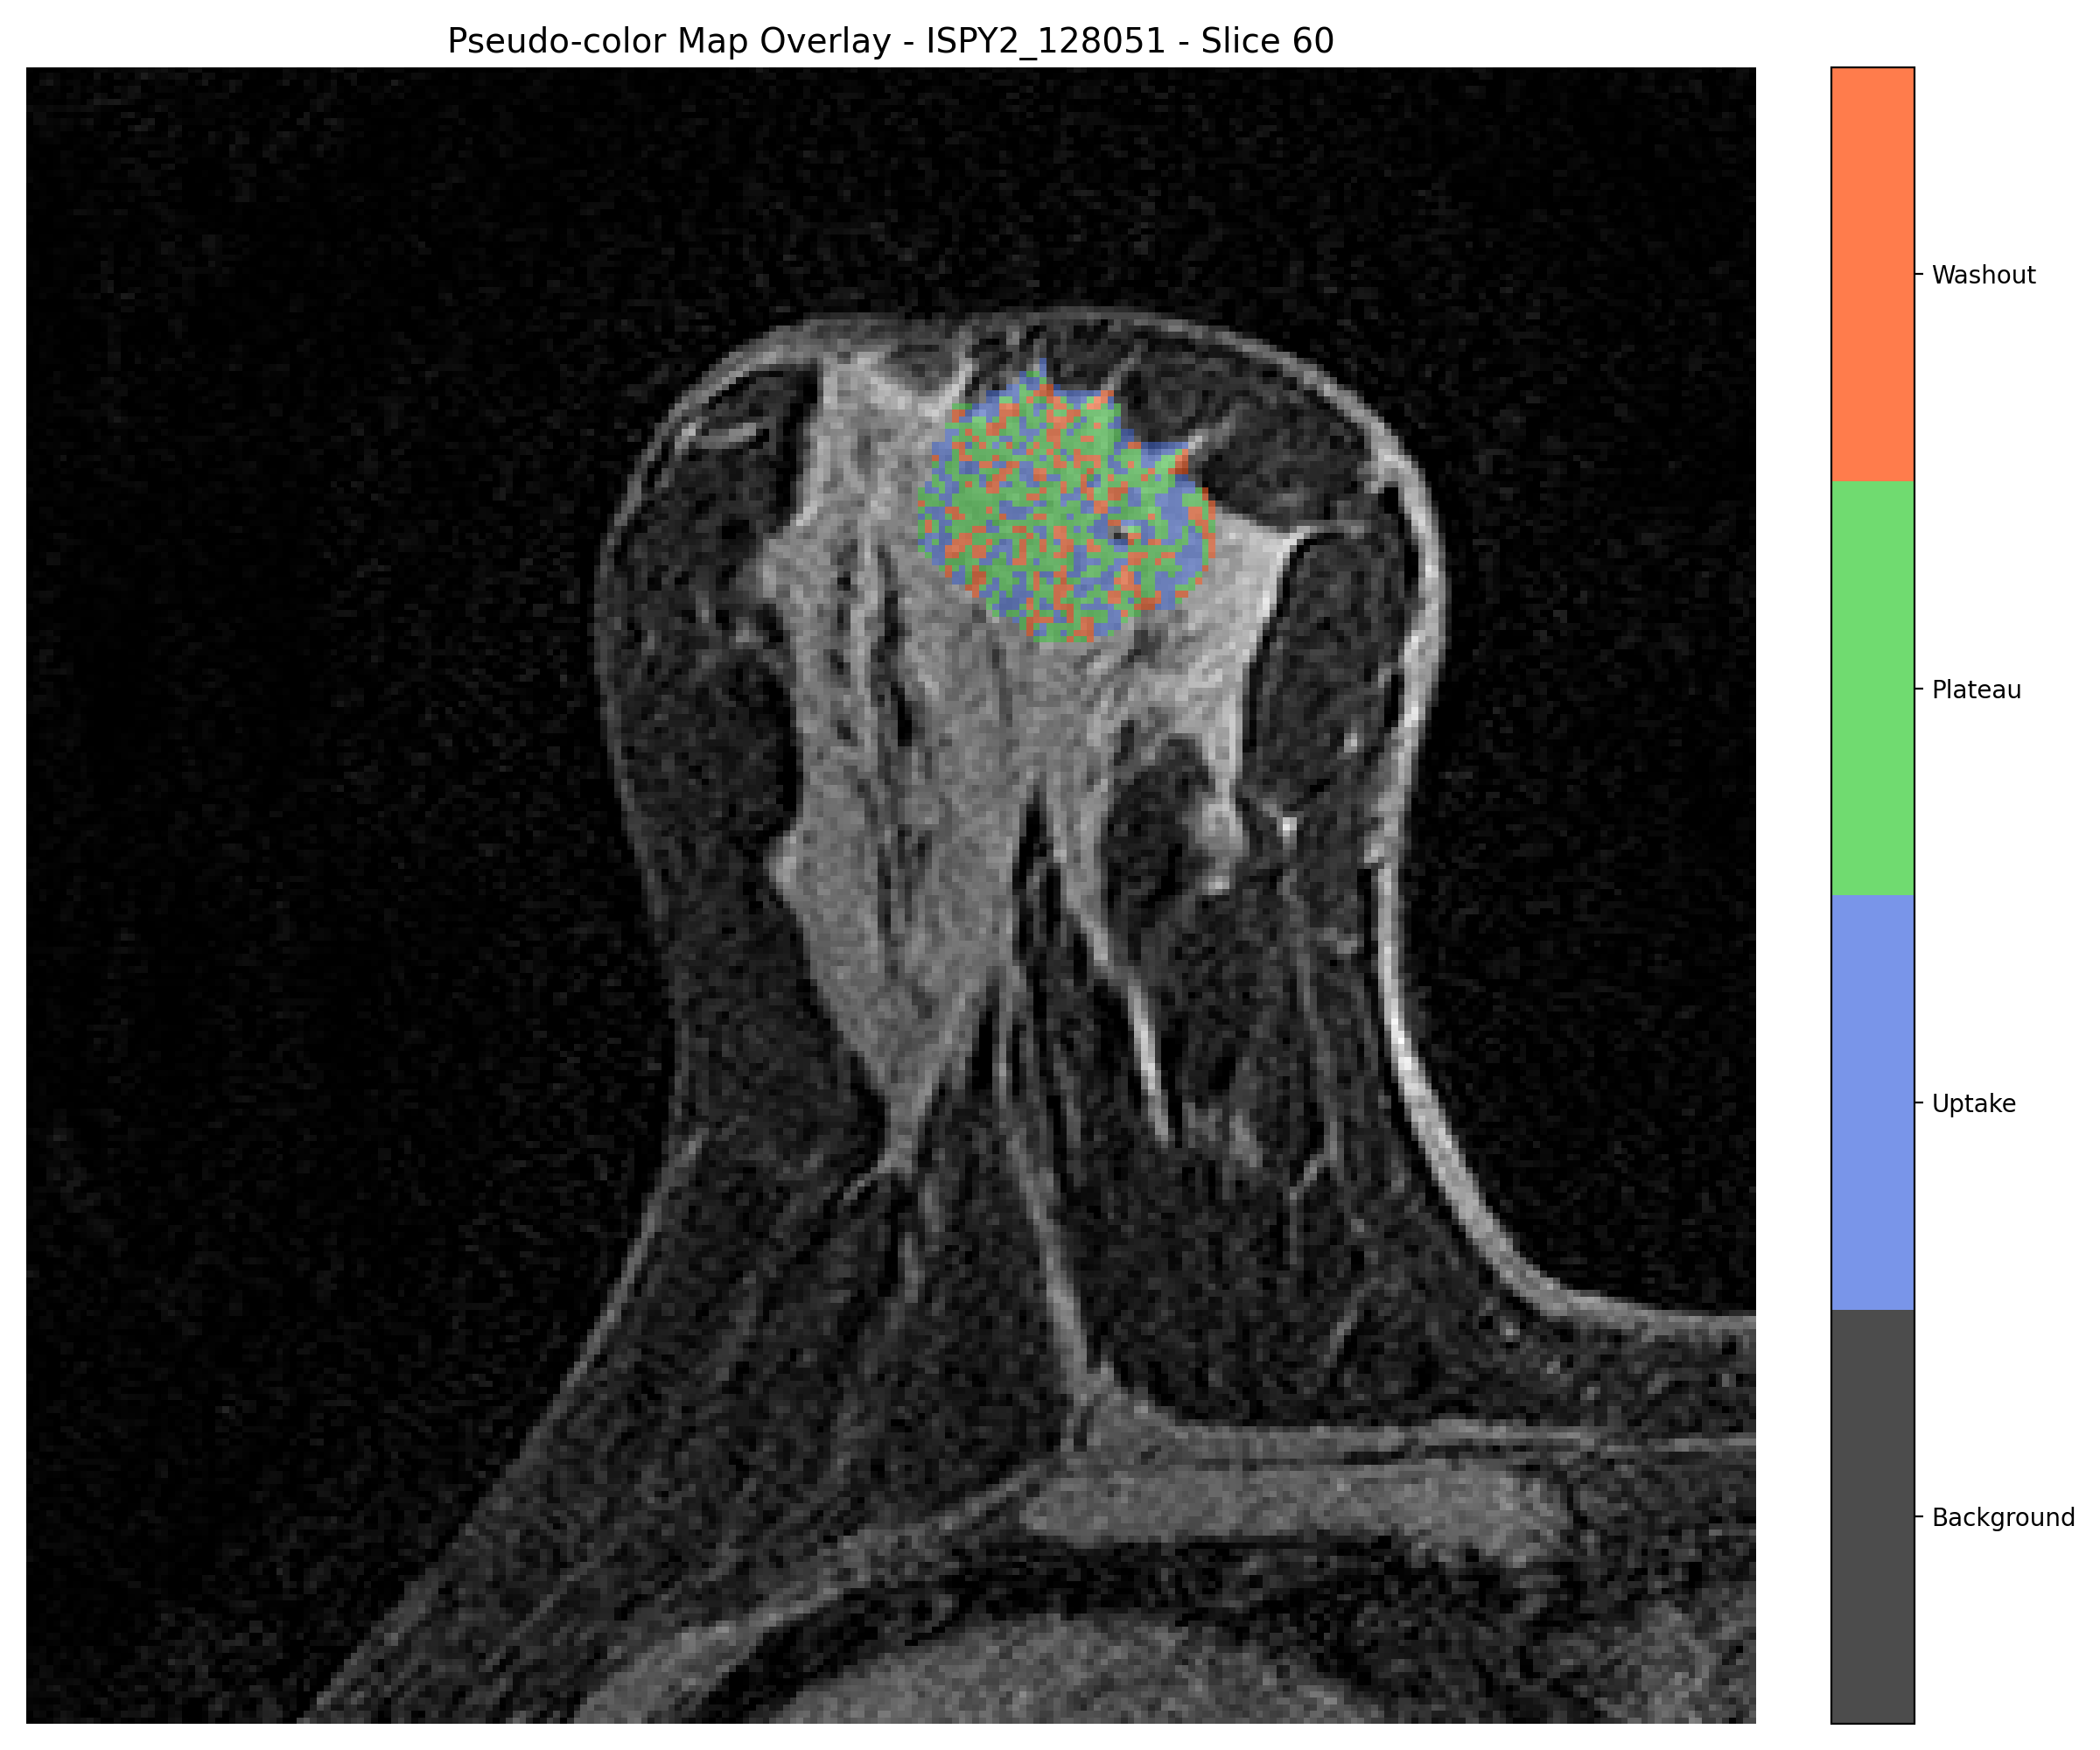 Pseudo-color Map Overlay - ISPY2_128051 - Slice 60
Washout
Plateau
Uptake
Background